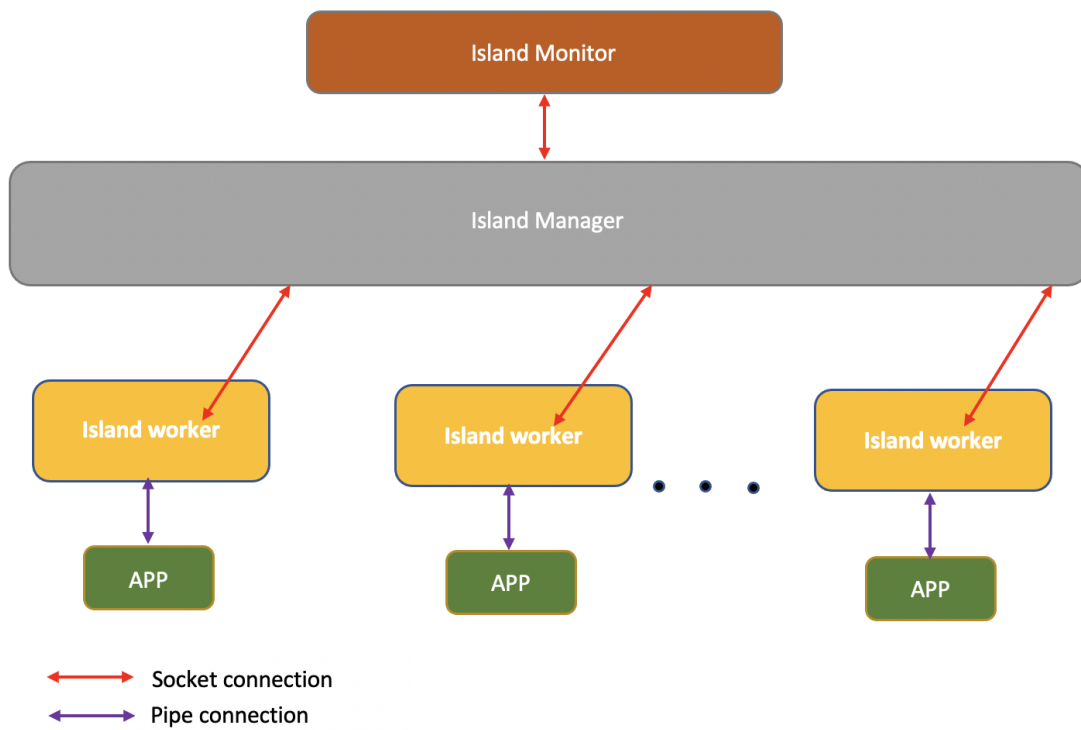 Island Monitor
Island Manager
Island worker
Island worker
Island worker
APP
APP
APP
Socket connection
Pipe connection